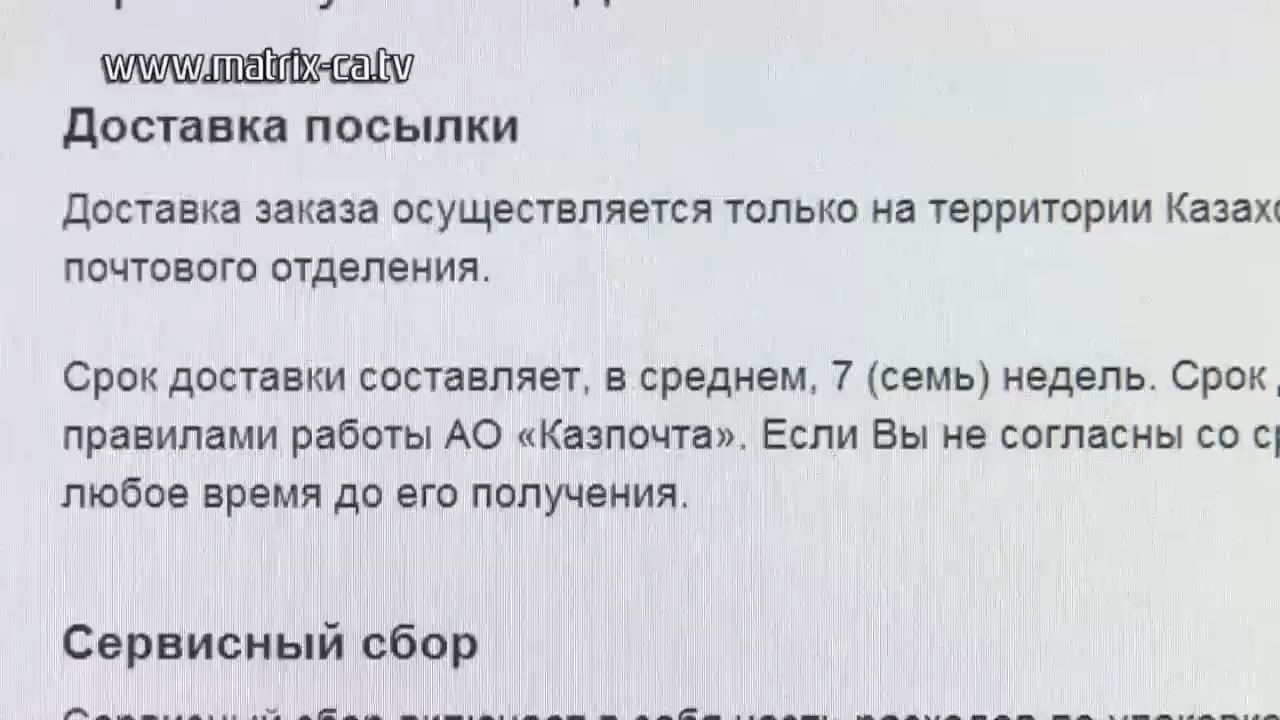 www.matrix-ca.tv
Доставка посылки
Доставка заказа осуществляется только на территории
почтового отделения.
Срок доставки составляет, в среднем, 7 (семь) недель. Срок
правилами работы АО «Казпочта». Если Вы не согласны со
любое время до его получения.
Сервисный сбор